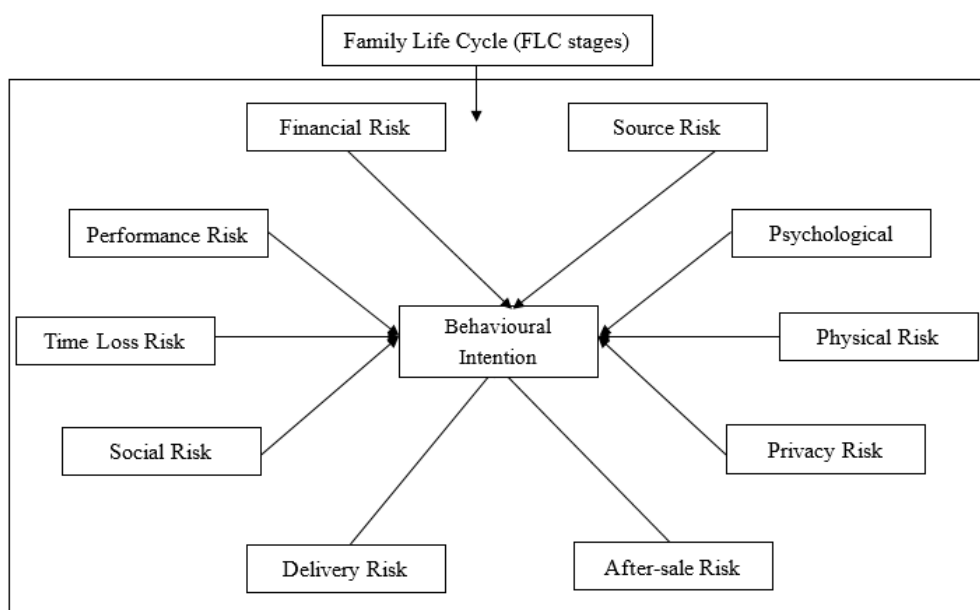 Family Life Cycle (FLC stages)
Financial Risk
Source Risk
Performance Risk
Psychological
Behavioural
Intention
Time Loss Risk
Physical Risk
Social Risk
Privacy Risk
Delivery Risk
After-sale Risk